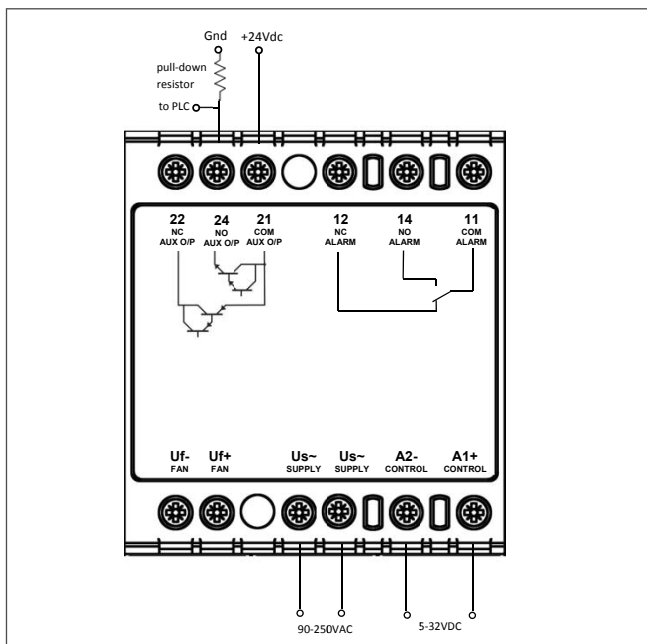 Gnd +24Vdc
pull-down
resistor
to PLC
22 24 21 12 14 11
NC NO COM NC NO COM
AUX O/P AUX O/P AUX O/P ALARM ALARM ALARM
Uf- Uf+ Us~ Us~ A2- A1+
FAN FAN SUPPLY SUPPLY CONTROL CONTROL
90-250VAC 5-32VDC